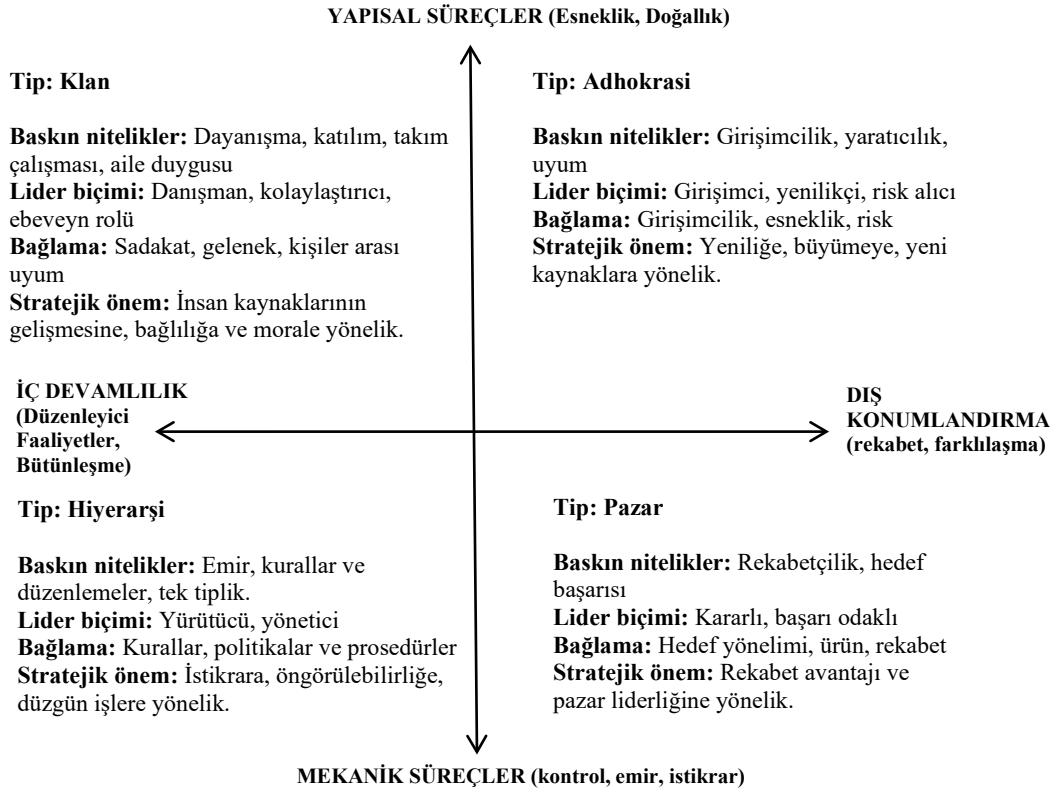 YAPISAL SÜREÇLER (Esneklik, Doğallık)
Tip: Klan
Baskın nitelikler: Dayanışma, katılım, takım
çalışması, aile duygusu
Lider biçimi: Danışman, kolaylaştırıcı,
ebeveyn rolü
Bağlama: Sadakat, gelenek, kişiler arası
uyum
Stratejik önem: İnsan kaynaklarının
gelişmesine, bağlılığa ve morale yönelik.
Tip: Adhokrasi
Baskın nitelikler: Girişimcilik, yaratıcılık,
uyum
Lider biçimi: Girişimci, yenilikçi, risk alıcı
Bağlama: Girişimcilik, esneklik, risk
Stratejik önem: Yeniliğe, büyümeye, yeni
kaynaklara yönelik.
İÇ DEVAMLILIK
(Düzenleyici
Faaliyetler,
Bütünleşme)
DIŞ
KONUMLANDIRMA
(rekabet, farklılaşma)
Tip: Hiyerarşi
Baskın nitelikler: Emir, kurallar ve
düzenlemeler, tek tiplik.
Lider biçimi: Yürütücü, yönetici
Bağlama: Kurallar, politikalar ve prosedürler
Stratejik önem: İstikrara, öngörülebilirliğe,
düzgün işlere yönelik.
Tip: Pazar
Baskın nitelikler: Rekabetçilik, hedef
başarısı
Lider biçimi: Kararlı, başarı odaklı
Bağlama: Hedef yönelimi, ürün, rekabet
Stratejik önem: Rekabet avantajı ve
pazar liderliğine yönelik.
MEKANİK SÜREÇLER (kontrol, emir, istikrar)